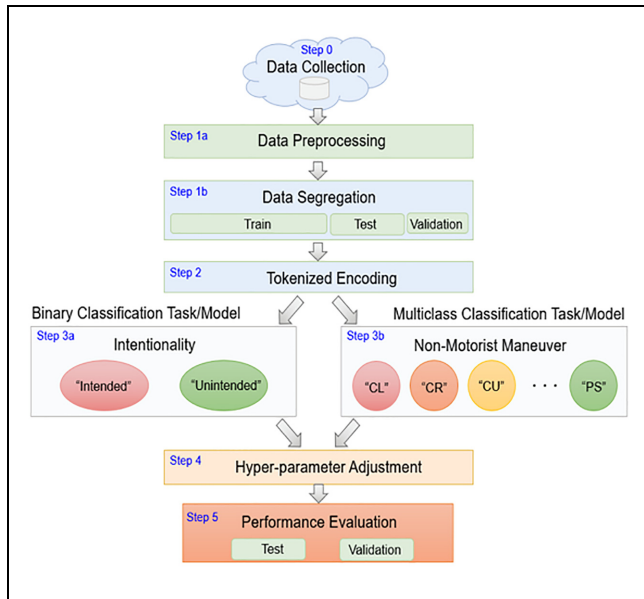 Step 0
Data Collection
Step 1a
Data Preprocessing
Step 1b
Data Segregation
Train
Test
Validation
Step 2
Tokenized Encoding
Binary Classification Task/Model
Multiclass Classification Task/Model
Step 3a
Intentionality
"Intended"
"Unintended"
Step 3b
Non-Motorist Maneuver
"CL"
"CR"
"CU"
. . .
"PS"
Step 4
Hyper-parameter Adjustment
Step 5
Performance Evaluation
Test
Validation